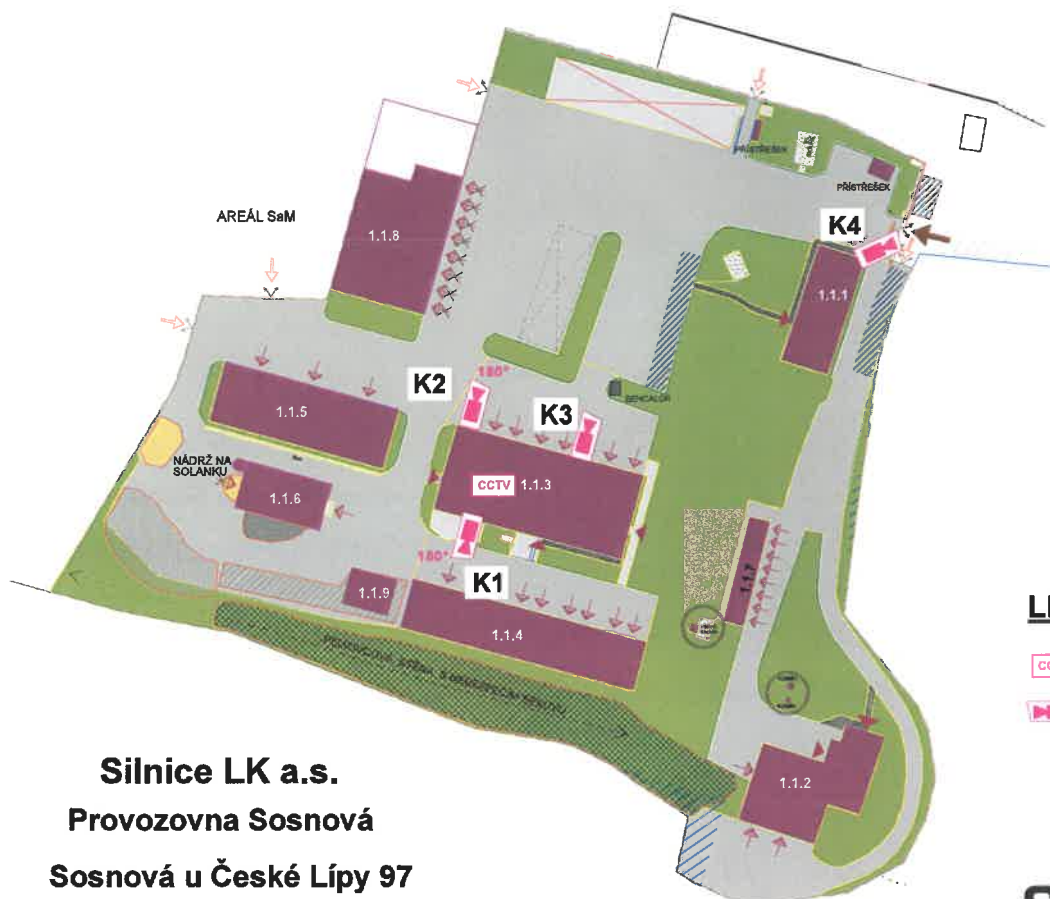 PŘÍSTŘEŠEK
PŘÍSTŘEŠEK
AREÁL SaM
1.1.8
K4
1.1.1
K2
180°
K3
BENCALOR
1.1.5
NÁDRŽ NA
SOLANKU
CCTV
1.1.3
1.1.6
180°
K1
1.1.7
1.1.9
1.1.4
1.1.2
Silnice LK a.s.
Provozovna Sosnová
Sosnová u České Lípy 97